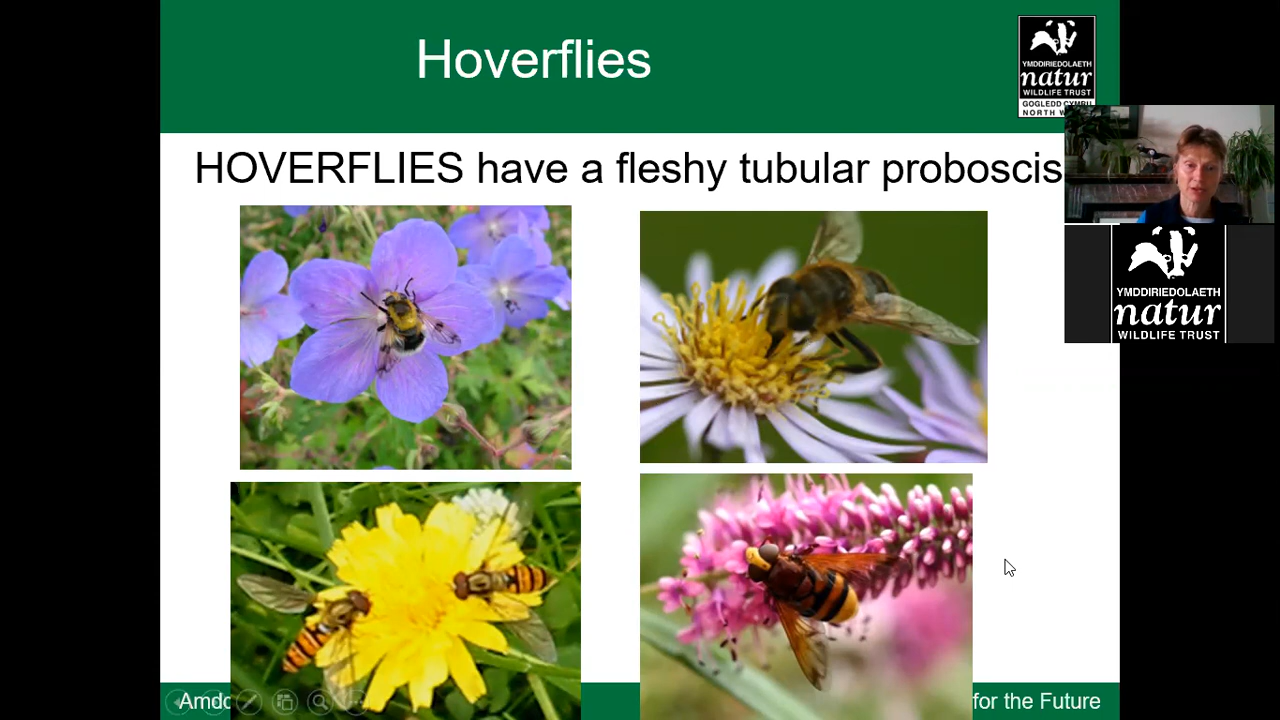 Hoverflies
YMDDIRIEDOLAETH
natur
WILDLIFE TRUST
GOGLEDD CYMRU
NORTH W
HOVERFLIES have a fleshy tubular proboscis
YMDDIRIEDOLAETH
natur
WILDLIFE TRUST
for the Future